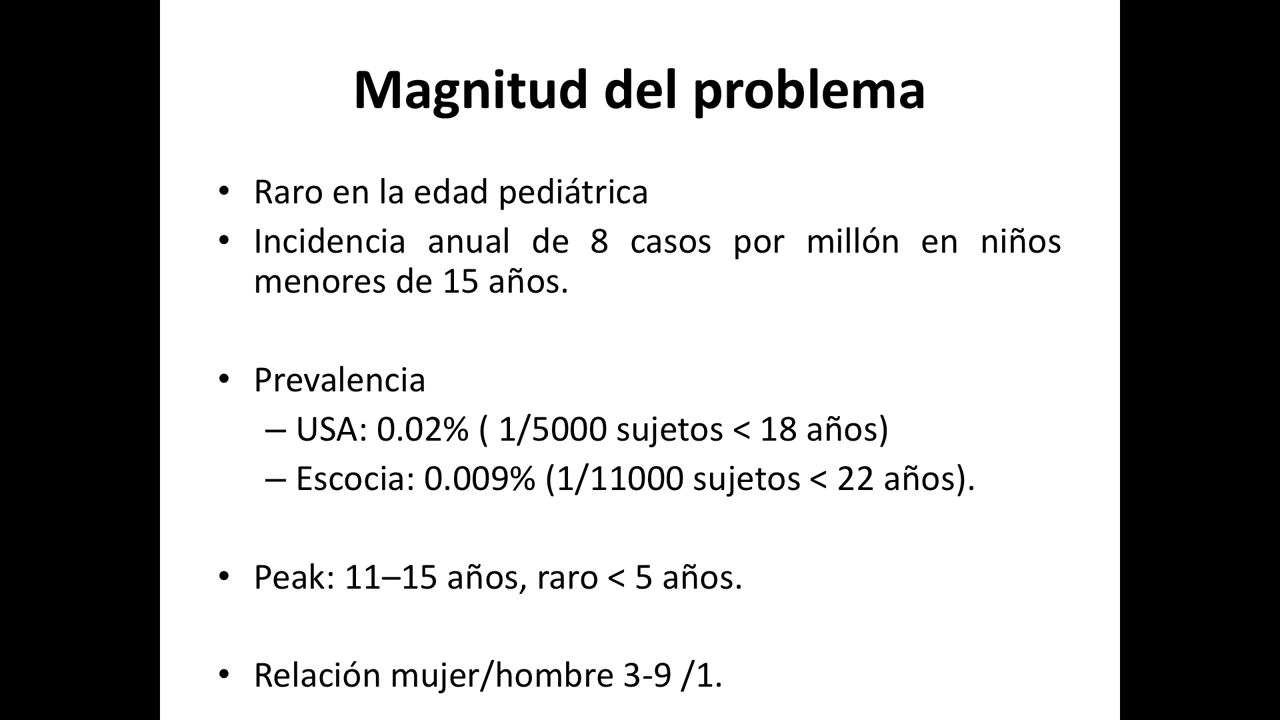 Magnitud del problema
• Raro en la edad pediátrica
• Incidencia anual de 8 casos por millón en niños
menores de 15 años.
• Prevalencia
– USA: 0.02% ( 1/5000 sujetos < 18 años)
– Escocia: 0.009% (1/11000 sujetos < 22 años).
• Peak: 11–15 años, raro < 5 años.
• Relación mujer/hombre 3-9 /1.